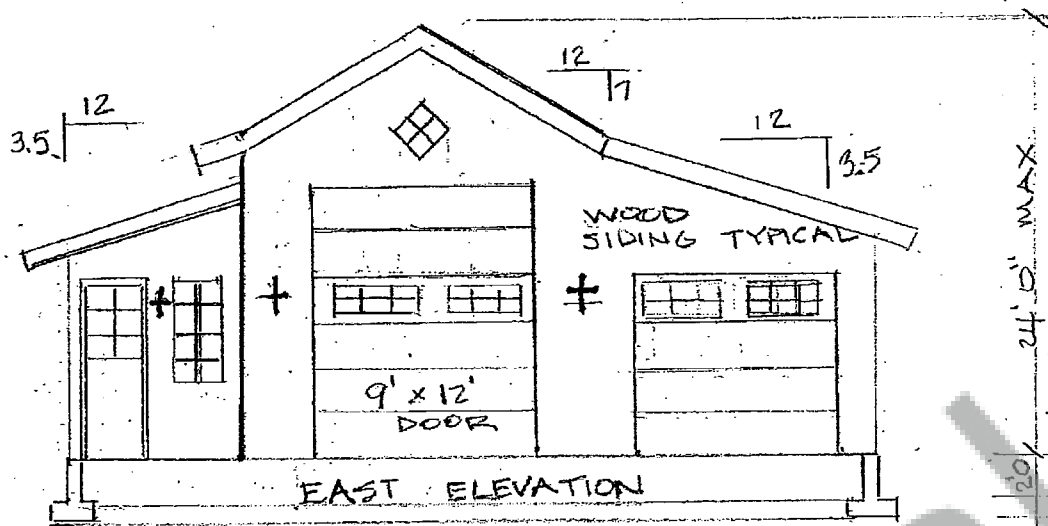 12
7
12
3.5
12
3.5
WOOD
SIDING TYPICAL
24'0" MAX
9' x 12'
DOOR
20
EAST ELEVATION